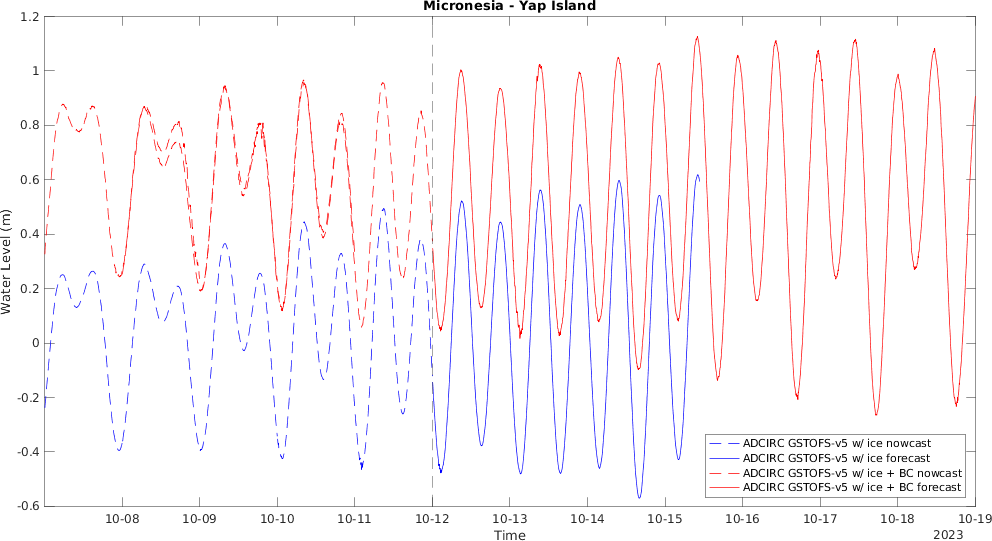 Micronesia - Yap Island
1.2
1
0.8
0.6
0.4
0.2
0
-0.2
-0.4
-0.6
Water Level (m)
10-08 10-09 10-10 10-11 10-12 10-13 10-14 10-15 10-16 10-17 10-18 10-19
Time
2023
ADCIRC GSTOFS-v5 w/ ice nowcast
ADCIRC GSTOFS-v5 w/ ice forecast
ADCIRC GSTOFS-v5 w/ ice + BC nowcast
ADCIRC GSTOFS-v5 w/ ice + BC forecast